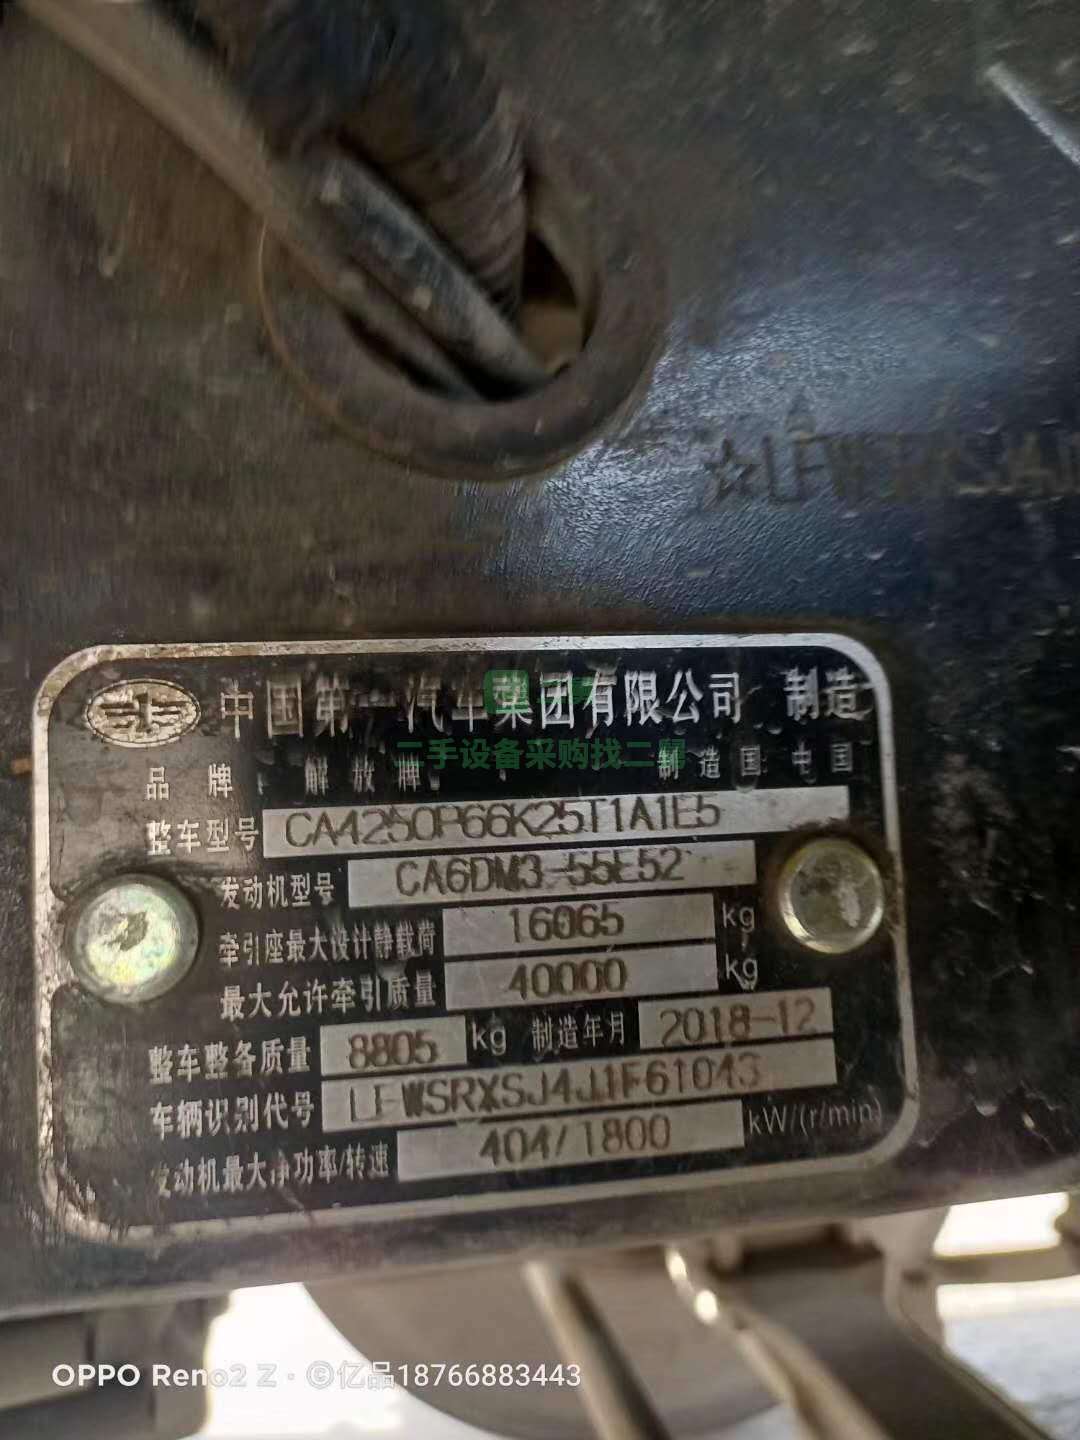 中国第一汽车集团有限公司 制造
二手设备采购找二哥
品牌 解放牌 制造国 中国
整车型号 CA4250P66K25T1A1E5
发动机型号 CA6DM3-55E52
牵引座最大设计静载荷 16065 kg
最大允许牵引质量 40000 kg
整车整备质量 8805 kg 制造年月 2018-12
车辆识别代号 LFWSRXSJ4J1F61043
发动机最大净功率/转速 404/1800 kW/(r/min)
OPPO Reno2 Z · ©亿品18766883443